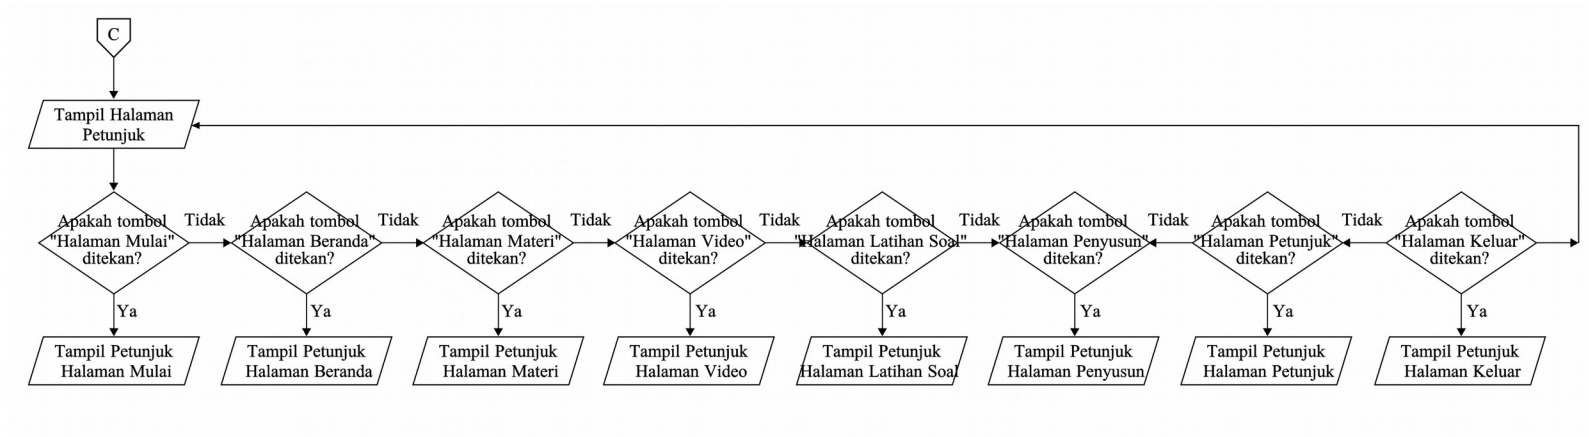 C
Tampil Halaman
Petunjuk
Apakah tombol
"Halaman Mulai"
ditekan?
Tidak
Apakah tombol
"Halaman Beranda"
ditekan?
Tidak
Apakah tombol
"Halaman Materi"
ditekan?
Tidak
Apakah tombol
"Halaman Video"
ditekan?
Tidak
Apakah tombol
"Halaman Latihan Soal"
ditekan?
Tidak
Apakah tombol
"Halaman Penyusun"
ditekan?
Tidak
Apakah tombol
"Halaman Petunjuk"
ditekan?
Tidak
Apakah tombol
"Halaman Keluar"
ditekan?
Ya
Ya
Ya
Ya
Ya
Ya
Ya
Ya
Tampil Petunjuk
Halaman Mulai
Tampil Petunjuk
Halaman Beranda
Tampil Petunjuk
Halaman Materi
Tampil Petunjuk
Halaman Video
Tampil Petunjuk
Halaman Latihan Soal
Tampil Petunjuk
Halaman Penyusun
Tampil Petunjuk
Halaman Petunjuk
Tampil Petunjuk
Halaman Keluar